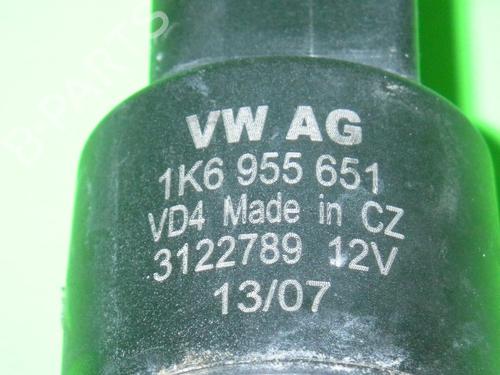 VW AG
1K6 955 651
VD4 Made in CZ
3122789 12V
13/07